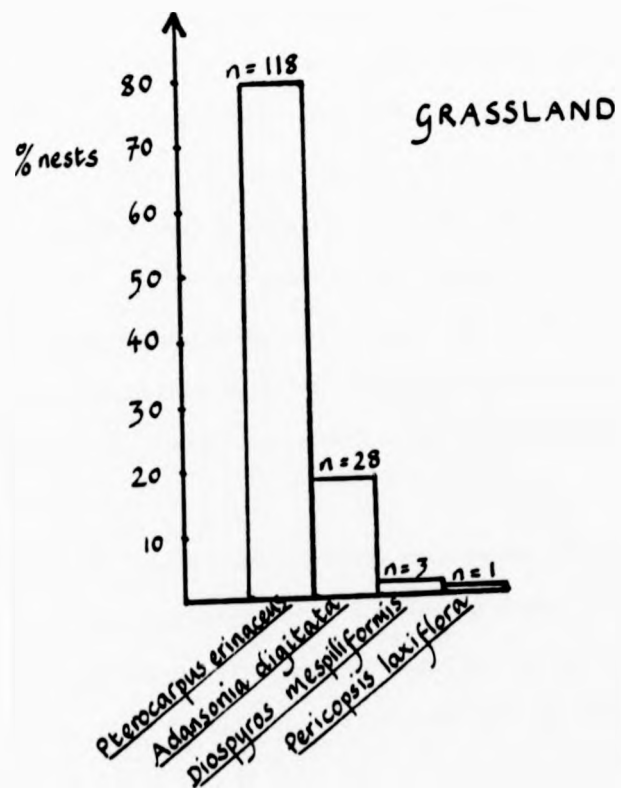 n = 118
GRASSLAND
80
% nests
70
60
50
40
30
n = 28
20
10
n = 3
n = 1
Pterocarpus erinaceus
Adansonia digitata
Diospyros mespiliformis
Pericopsis laxiflora